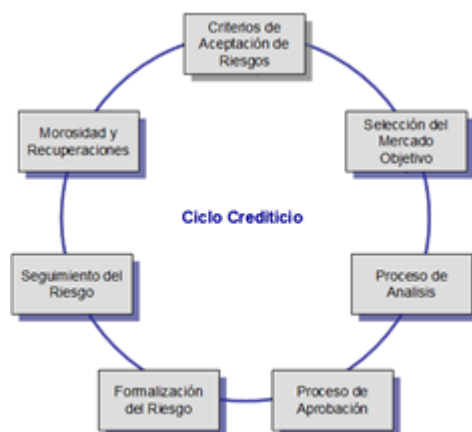 Criterios de
Aceptación de
Riesgos
Selección del
Mercado
Objetivo
Proceso de
Analisis
Proceso de
Aprobación
Formalización
del Riesgo
Seguimiento del
Riesgo
Morosidad y
Recuperaciones
Ciclo Crediticio